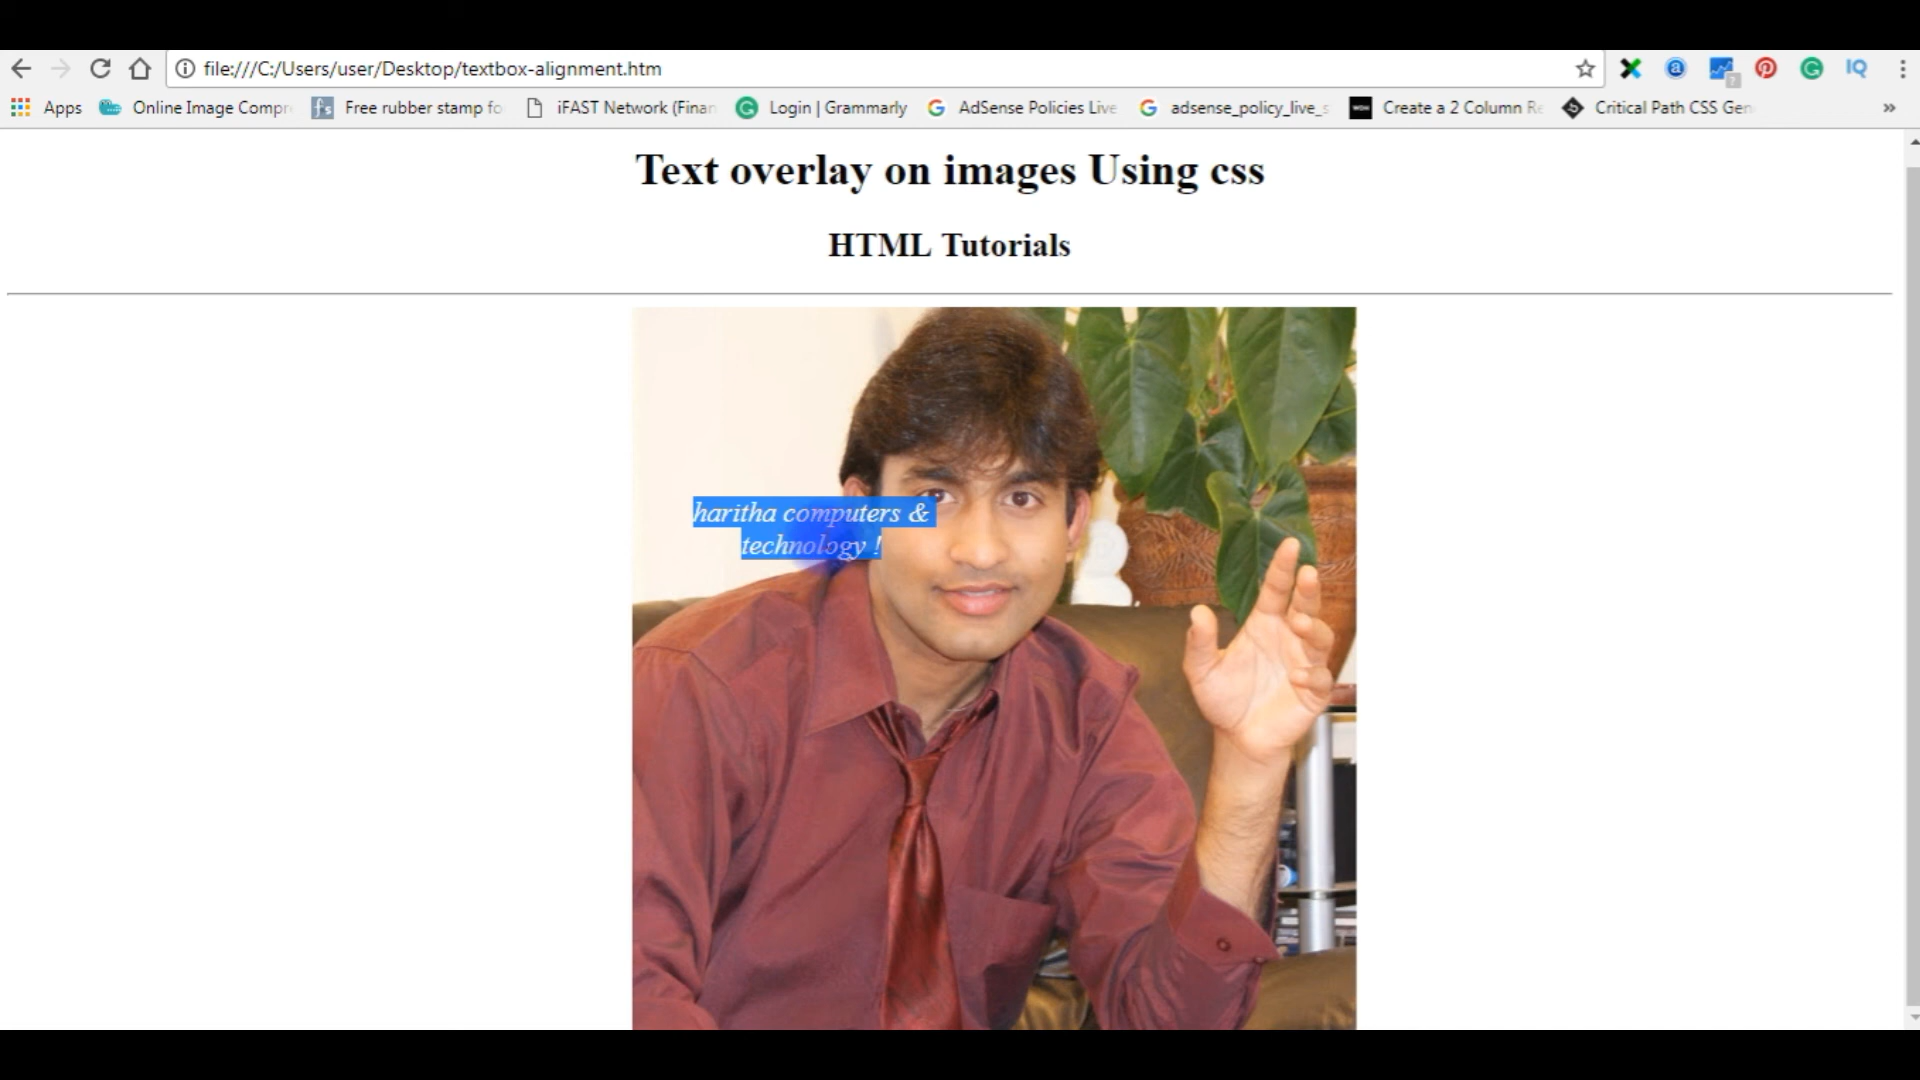 file:///C:/Users/user/Desktop/textbox-alignment.htm
Apps Online Image Compr Free rubber stamp fo iFAST Network (Finan Login | Grammarly AdSense Policies Live adsense_policy_live_s Create a 2 Column Re Critical Path CSS Gen »
Text overlay on images Using css
HTML Tutorials
haritha computers &
technology !